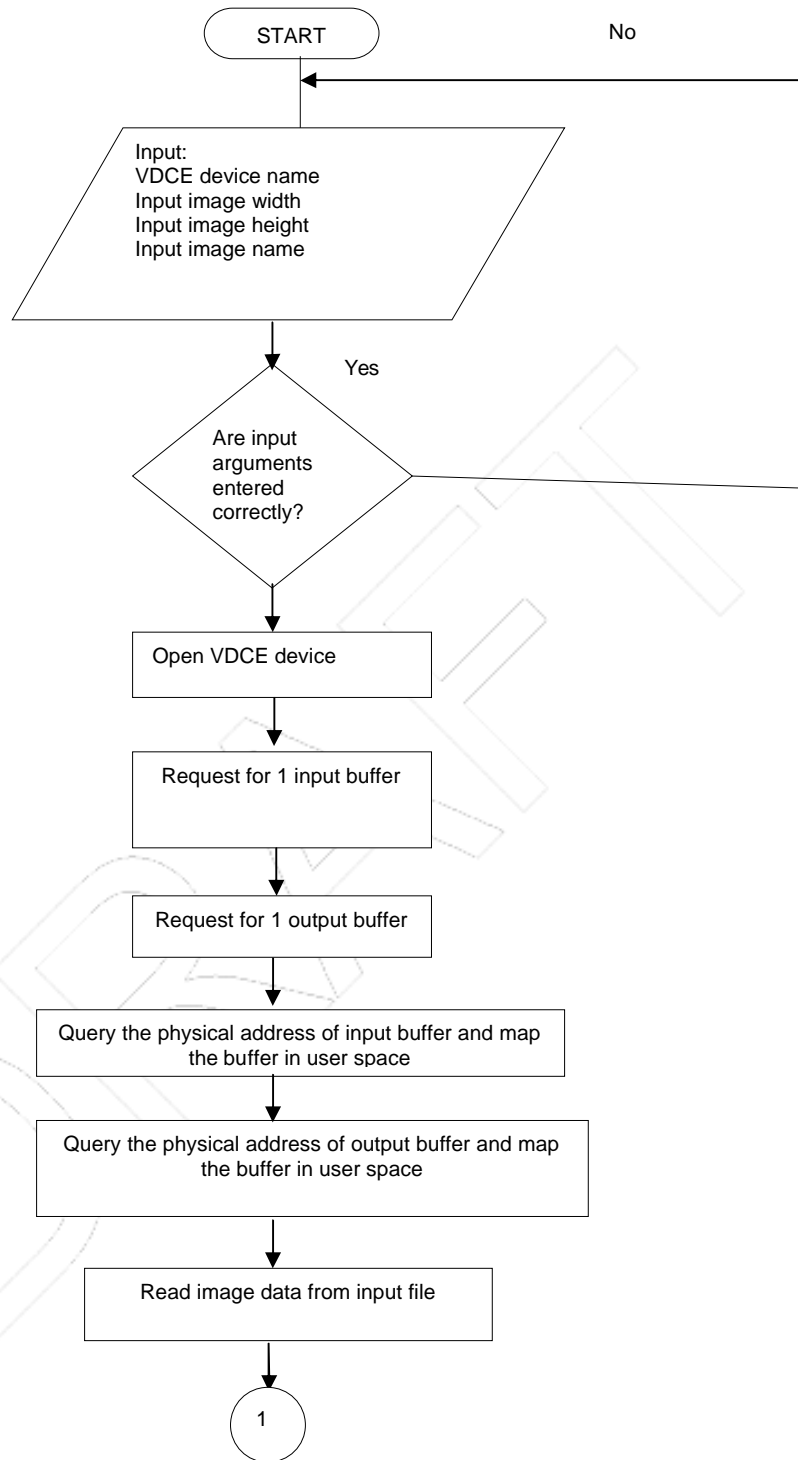 START
No
Input:
VDCE device name
Input image width
Input image height
Input image name
Yes
Are input
arguments
entered
correctly?
Open VDCE device
Request for 1 input buffer
Request for 1 output buffer
Query the physical address of input buffer and map
the buffer in user space
Query the physical address of output buffer and map
the buffer in user space
Read image data from input file
1
DRAFT